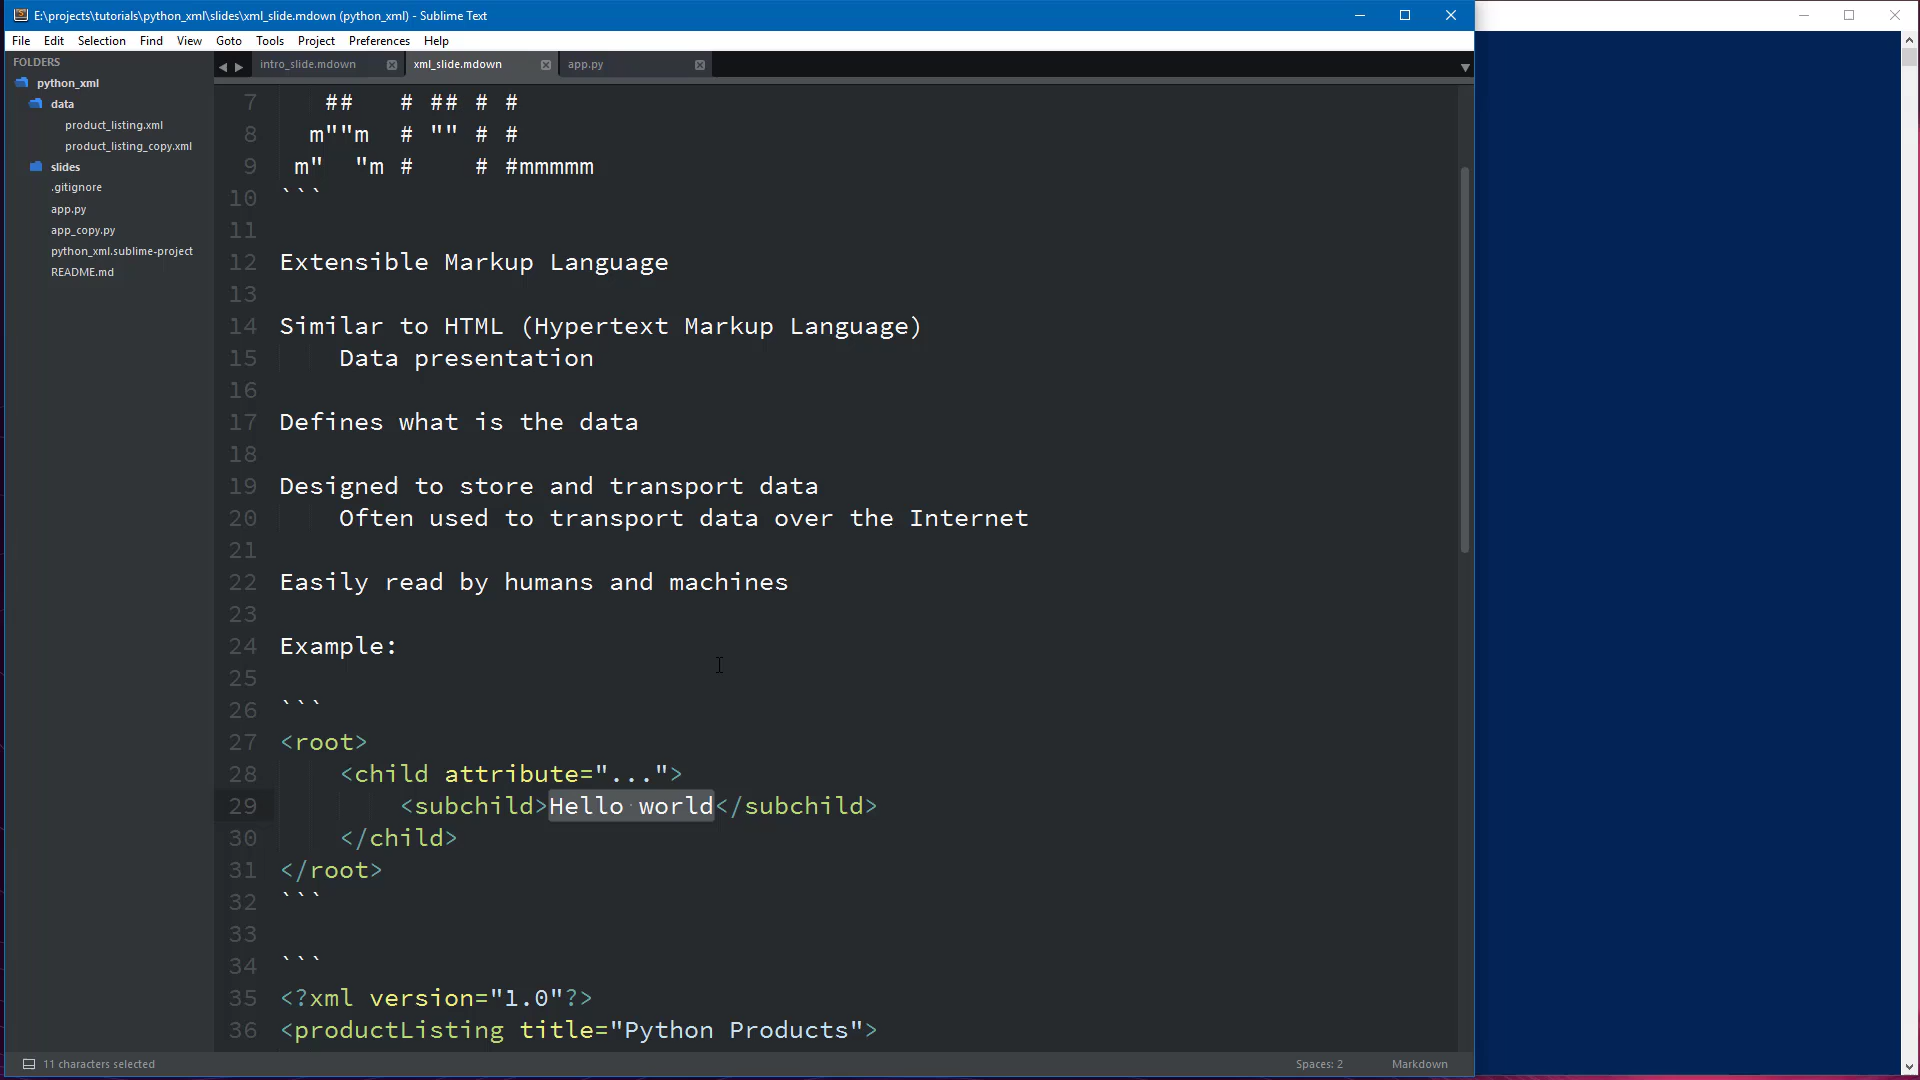 E:\projects\tutorials\python_xml\slides\xml_slide.mdown (python_xml) - Sublime Text
File Edit Selection Find View Goto Tools Project Preferences Help
FOLDERS
python_xml
data
product_listing.xml
product_listing_copy.xml
slides
.gitignore
app.py
app_copy.py
python_xml.sublime-project
README.md
intro_slide.mdown xml_slide.mdown app.py
7    ##   # ## # #
8   m""m  # "" # #
9  m"  "m #    # #mmmmm
10 ```
11
12 Extensible Markup Language
13
14 Similar to HTML (Hypertext Markup Language)
15     Data presentation
16
17 Defines what is the data
18
19 Designed to store and transport data
20     Often used to transport data over the Internet
21
22 Easily read by humans and machines
23
24 Example:
25
26 ```
27 <root>
28     <child attribute="...">
29         <subchild>Hello world</subchild>
30     </child>
31 </root>
32 ```
33
34 ```
35 <?xml version="1.0"?>
36 <productListing title="Python Products">
11 characters selected Spaces: 2 Markdown